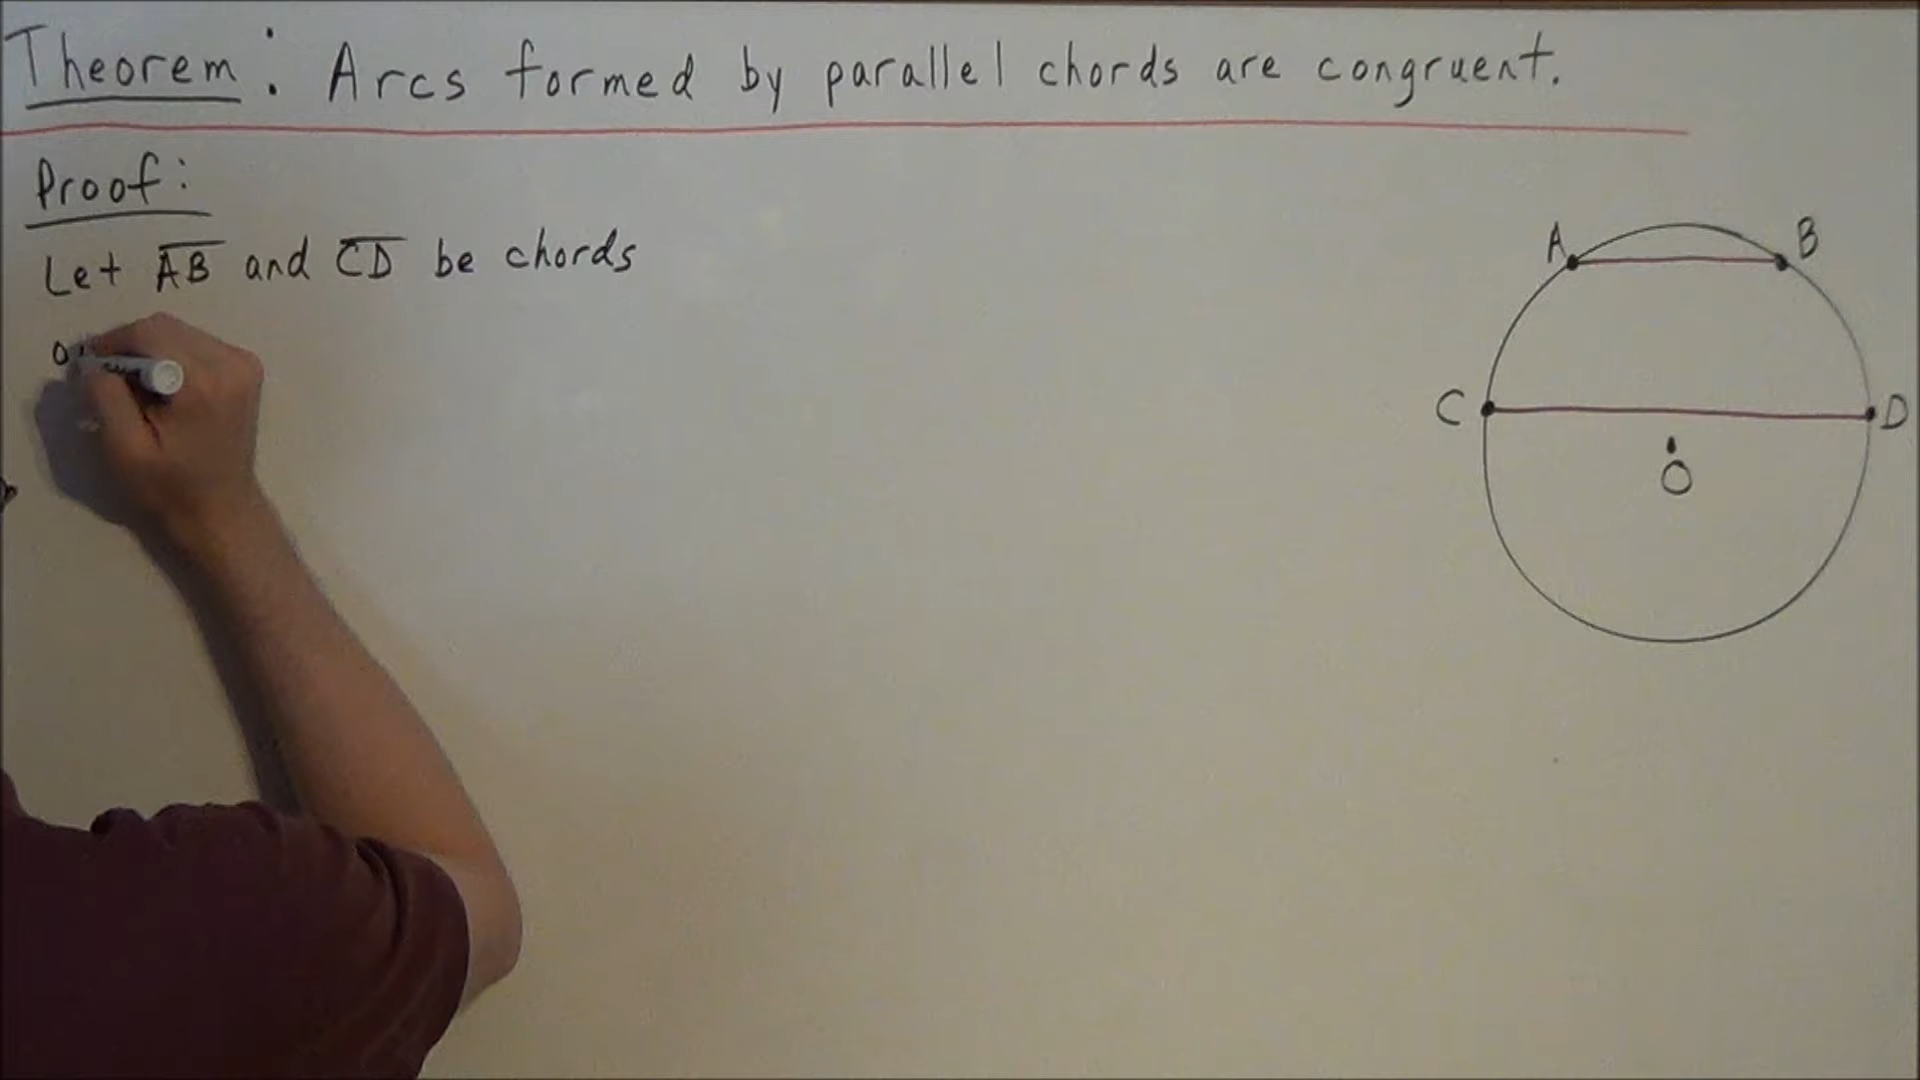 Theorem: Arcs formed by parallel chords are congruent.
Proof:
Let AB and CD be chords
A
B
C
D
O